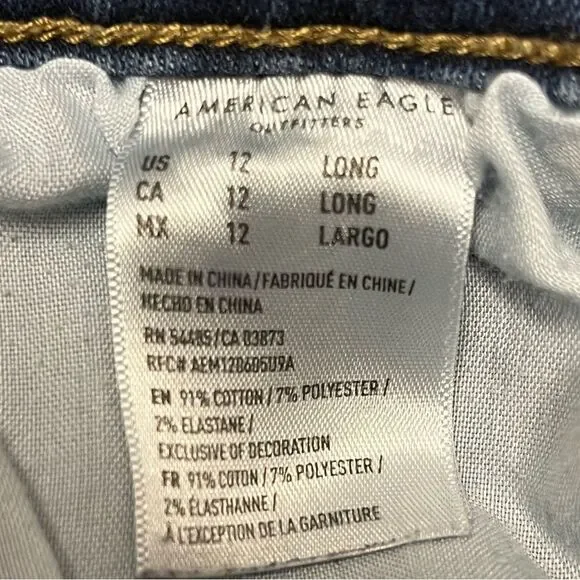 AMERICAN EAGLE
OUTFITTERS
US 12 LONG
CA 12 LONG
MX 12 LARGO
MADE IN CHINA/FABRIQUÉ EN CHINE/
HECHO EN CHINA
RN 54485/CA 03873
RFC# AEM120605U9A
EN 91% COTTON/7% POLYESTER/
2% ELASTANE/
EXCLUSIVE OF DECORATION
FR 91% COTON/7% POLYESTER/
2% ÉLASTHANNE/
À L'EXCEPTION DE LA GARNITURE